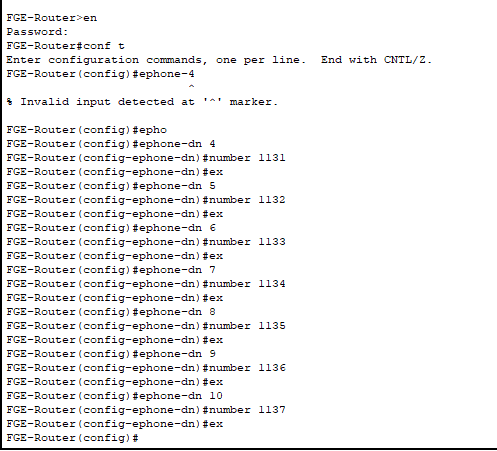 FGE-Router>en
Password:
FGE-Router#conf t
Enter configuration commands, one per line.  End with CNTL/Z.
FGE-Router(config)#ephone-4
                          ^
% Invalid input detected at '^' marker.

FGE-Router(config)#epho
FGE-Router(config)#ephone-dn 4
FGE-Router(config-ephone-dn)#number 1131
FGE-Router(config-ephone-dn)#ex
FGE-Router(config)#ephone-dn 5
FGE-Router(config-ephone-dn)#number 1132
FGE-Router(config-ephone-dn)#ex
FGE-Router(config)#ephone-dn 6
FGE-Router(config-ephone-dn)#number 1133
FGE-Router(config-ephone-dn)#ex
FGE-Router(config)#ephone-dn 7
FGE-Router(config-ephone-dn)#number 1134
FGE-Router(config-ephone-dn)#ex
FGE-Router(config)#ephone-dn 8
FGE-Router(config-ephone-dn)#number 1135
FGE-Router(config-ephone-dn)#ex
FGE-Router(config)#ephone-dn 9
FGE-Router(config-ephone-dn)#number 1136
FGE-Router(config-ephone-dn)#ex
FGE-Router(config)#ephone-dn 10
FGE-Router(config-ephone-dn)#number 1137
FGE-Router(config-ephone-dn)#ex
FGE-Router(config)#